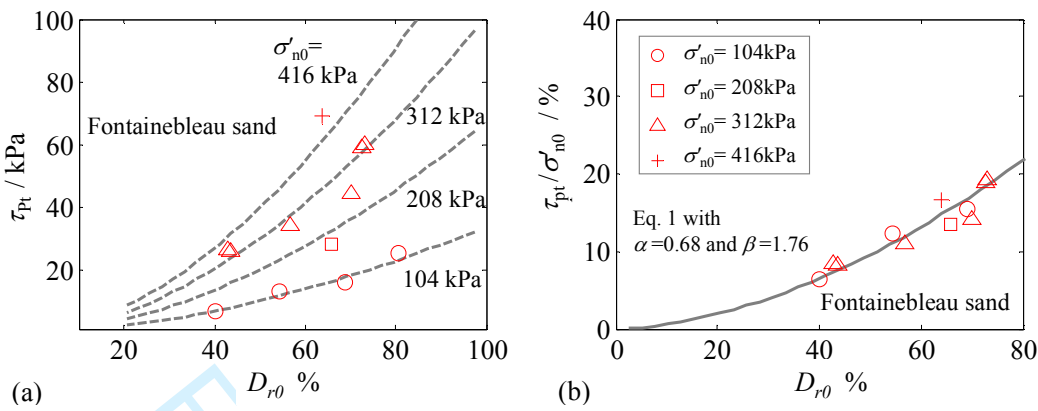 100
80
60
40
20
τPt / kPa
σ'n0=
416 kPa
Fontainebleau sand
312 kPa
208 kPa
104 kPa
20 40 60 80 100
(a) Dr0 %
40
30
20
10
0
τpt/σ'n0 / %
σ'n0= 104kPa
σ'n0= 208kPa
σ'n0= 312kPa
σ'n0= 416kPa
Eq. 1 with
α=0.68 and β=1.76
Fontainebleau sand
0 20 40 60 80
(b) Dr0 %